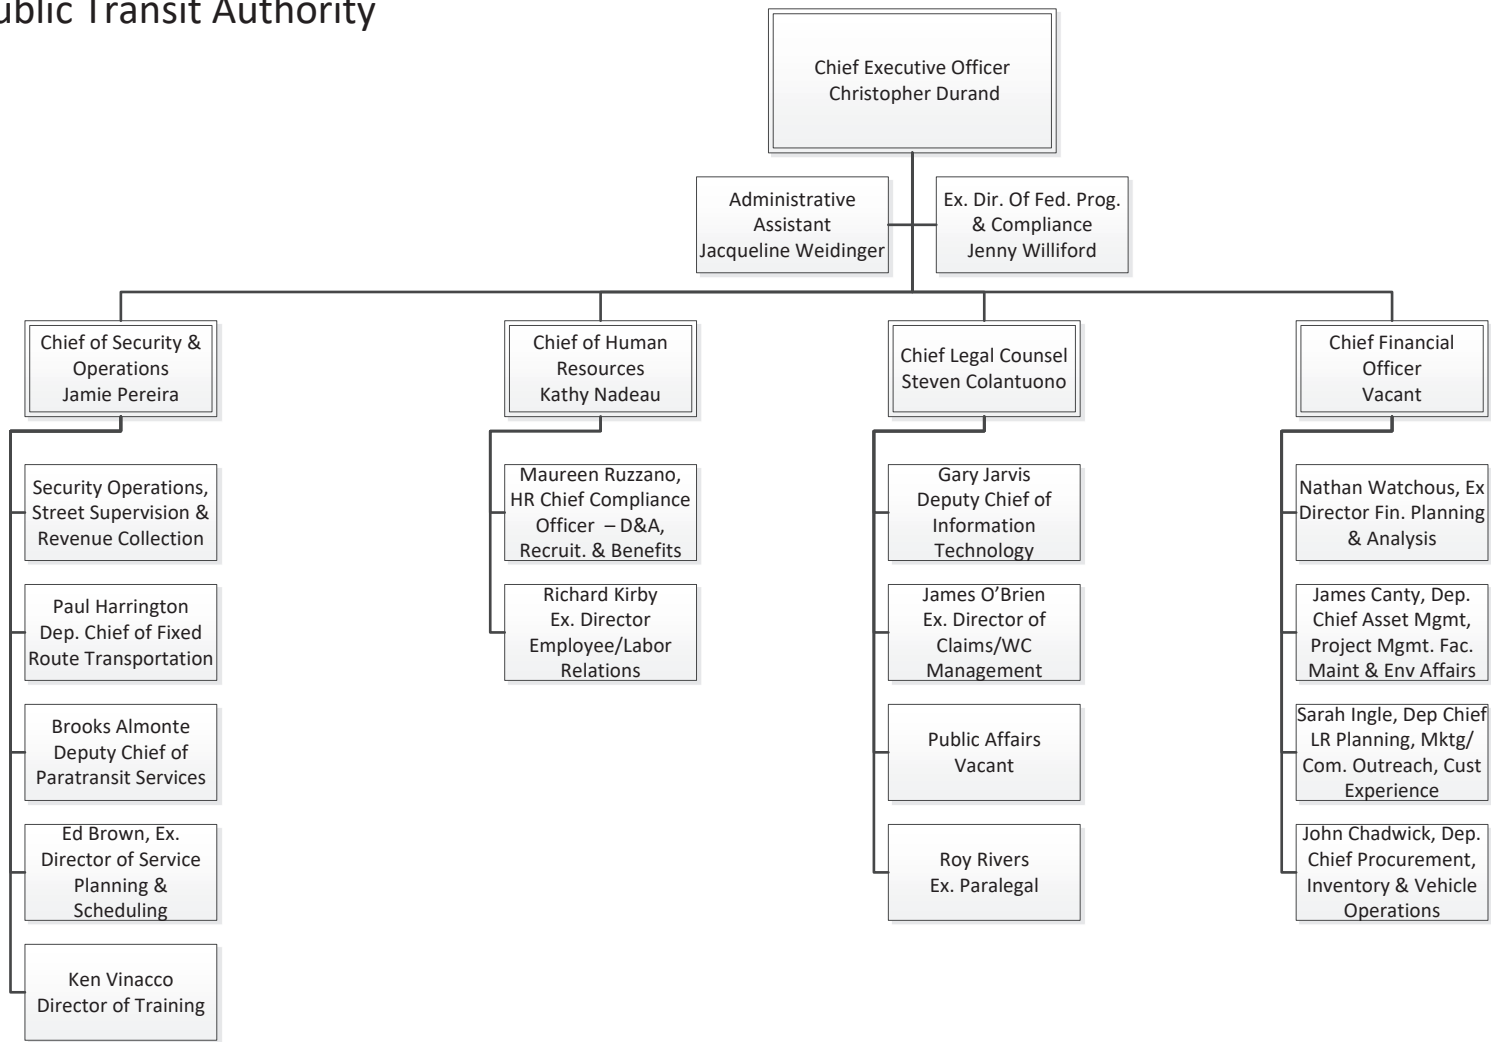 Public Transit Authority
Chief Executive Officer
Christopher Durand
Administrative
Assistant
Jacqueline Weidinger
Ex. Dir. Of Fed. Prog.
& Compliance
Jenny Williford
Chief of Security &
Operations
Jamie Pereira
Chief of Human
Resources
Kathy Nadeau
Chief Legal Counsel
Steven Colantuono
Chief Financial
Officer
Vacant
Security Operations,
Street Supervision &
Revenue Collection
Paul Harrington
Dep. Chief of Fixed
Route Transportation
Brooks Almonte
Deputy Chief of
Paratransit Services
Ed Brown, Ex.
Director of Service
Planning &
Scheduling
Ken Vinacco
Director of Training
Maureen Ruzzano,
HR Chief Compliance
Officer – D&A,
Recruit. & Benefits
Richard Kirby
Ex. Director
Employee/Labor
Relations
Gary Jarvis
Deputy Chief of
Information
Technology
James O’Brien
Ex. Director of
Claims/WC
Management
Public Affairs
Vacant
Roy Rivers
Ex. Paralegal
Nathan Watchous, Ex
Director Fin. Planning
& Analysis
James Canty, Dep.
Chief Asset Mgmt,
Project Mgmt. Fac.
Maint & Env Affairs
Sarah Ingle, Dep Chief
LR Planning, Mktg/
Com. Outreach, Cust
Experience
John Chadwick, Dep.
Chief Procurement,
Inventory & Vehicle
Operations